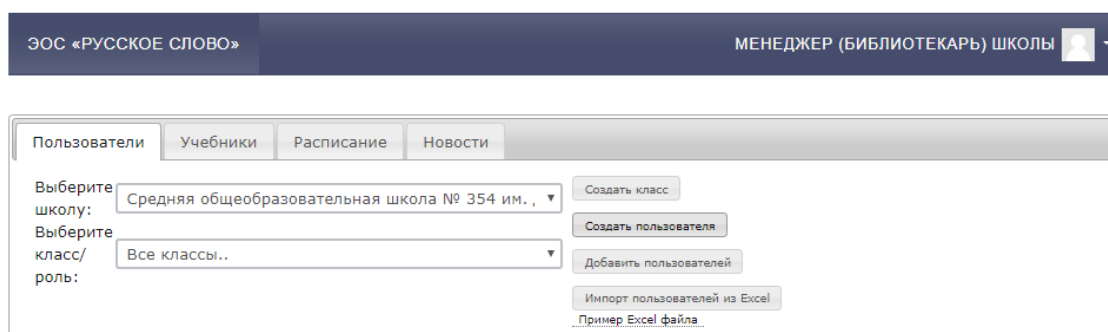 ЭОС «РУССКОЕ СЛОВО»
МЕНЕДЖЕР (БИБЛИОТЕКАРЬ) ШКОЛЫ
Пользователи
Учебники
Расписание
Новости
Выберите
школу:
Средняя общеобразовательная школа № 354 им. ,
Выберите
класс/
роль:
Все классы..
Создать класс
Создать пользователя
Добавить пользователей
Импорт пользователей из Excel
Пример Excel файла